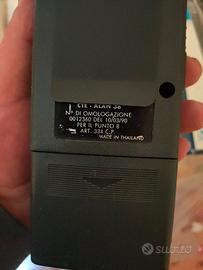 CTE - ALAN 38
N° DI OMOLOGAZIONE
0012360 DEL 10/03/90
PER IL PUNTO 8
ART. 334 C.P.
MADE IN THAILAND
subito